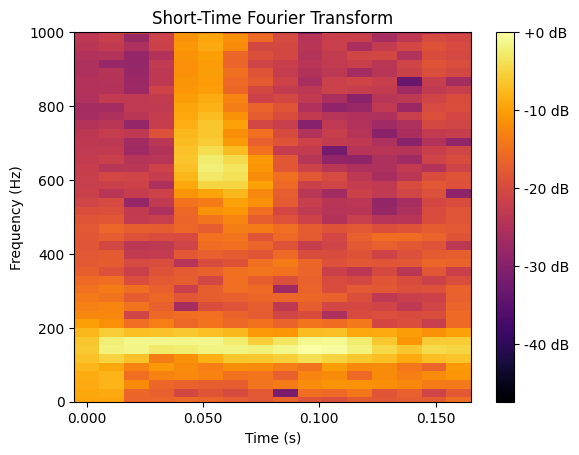 Short-Time Fourier Transform
1000
800
600
400
200
0
Frequency (Hz)
0.000
0.050
0.100
0.150
Time (s)
+0 dB
-10 dB
-20 dB
-30 dB
-40 dB